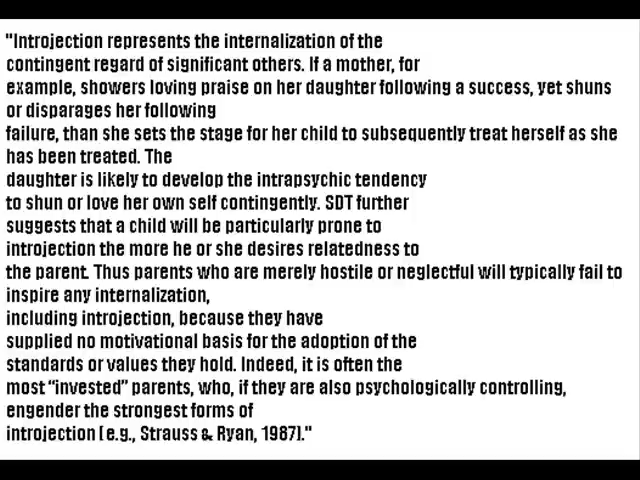 "Introjection represents the internalization of the
contingent regard of significant others. If a mother, for
example, showers loving praise on her daughter following a success, yet shuns
or disparages her following
failure, than she sets the stage for her child to subsequently treat herself as she
has been treated. The
daughter is likely to develop the intrapsychic tendency
to shun or love her own self contingently. SDT further
suggests that a child will be particularly prone to
introjection the more he or she desires relatedness to
the parent. Thus parents who are merely hostile or neglectful will typically fail to
inspire any internalization,
including introjection, because they have
supplied no motivational basis for the adoption of the
standards or values they hold. Indeed, it is often the
most “invested” parents, who, if they are also psychologically controlling,
engender the strongest forms of
introjection (e.g., Strauss & Ryan, 1987)."